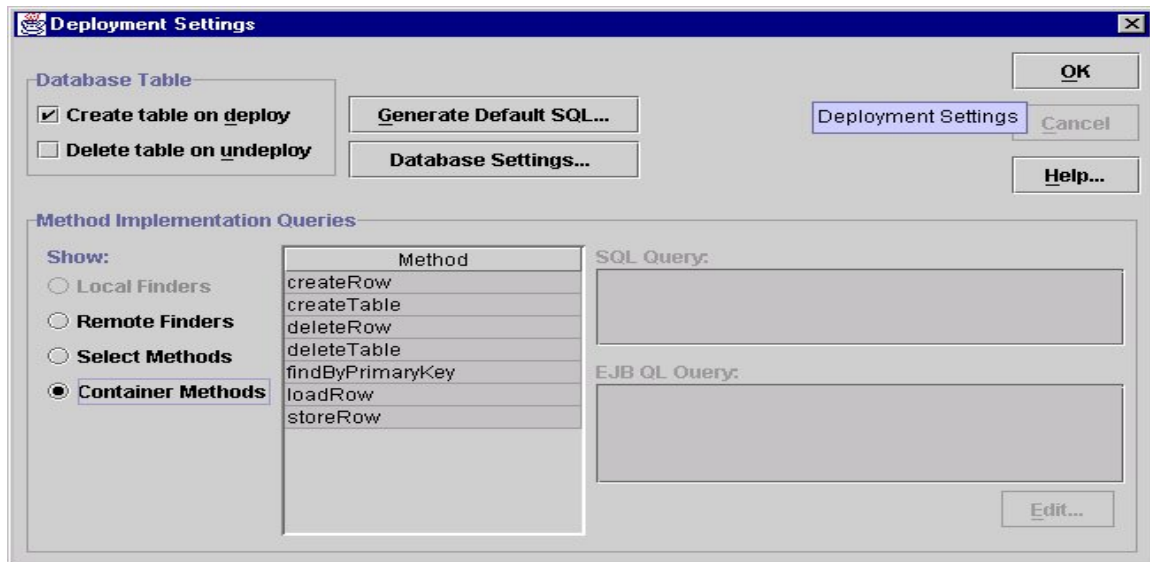 Deployment Settings
Database Table
Create table on deploy
Delete table on undeploy
Generate Default SQL...
Database Settings...
OK
Deployment Settings
Cancel
Help...
Method Implementation Queries
Show:
Local Finders
Remote Finders
Select Methods
Container Methods
Method
createRow
createTable
deleteRow
deleteTable
findByPrimaryKey
loadRow
storeRow
SQL Query:
EJB QL Query:
Edit...